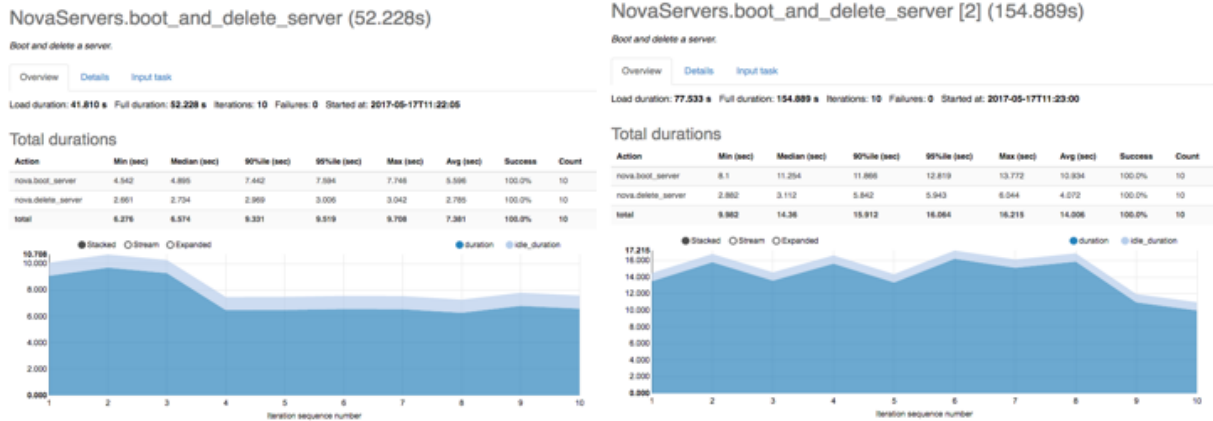 NovaServers.boot_and_delete_server (52.228s)
Boot and delete a server.
Overview Details Input task
Load duration: 41.810 s Full duration: 52.228 s Iterations: 10 Failures: 0 Started at: 2017-05-17T11:22:05
Total durations
Action Min (sec) Median (sec) 90%ile (sec) 95%ile (sec) Max (sec) Avg (sec) Success Count
nova.boot_server 4.542 4.895 7.442 7.594 7.746 5.596 100.0% 10
nova.delete_server 2.661 2.734 2.969 3.006 3.042 2.785 100.0% 10
total 6.276 6.574 9.331 9.519 9.708 7.381 100.0% 10
Stacked Stream Expanded duration idle_duration
10.708
10.000
8.000
6.000
4.000
2.000
0.000
1 2 3 4 5 6 7 8 9 10
Iteration sequence number
NovaServers.boot_and_delete_server [2] (154.889s)
Boot and delete a server.
Overview Details Input task
Load duration: 77.533 s Full duration: 154.889 s Iterations: 10 Failures: 0 Started at: 2017-05-17T11:23:00
Total durations
Action Min (sec) Median (sec) 90%ile (sec) 95%ile (sec) Max (sec) Avg (sec) Success Count
nova.boot_server 8.1 11.254 11.866 12.819 13.772 10.934 100.0% 10
nova.delete_server 2.882 3.112 5.842 5.943 6.044 4.072 100.0% 10
total 9.982 14.36 15.912 16.064 16.215 14.006 100.0% 10
Stacked Stream Expanded duration idle_duration
17.215
16.000
14.000
12.000
10.000
8.000
6.000
4.000
2.000
0.000
1 2 3 4 5 6 7 8 9 10
Iteration sequence number